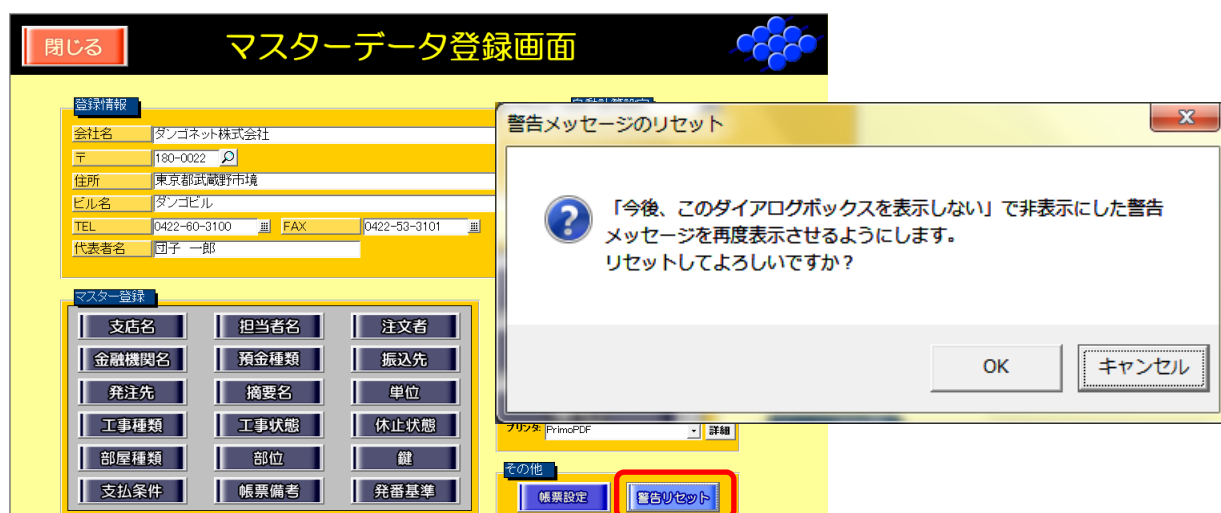 閉じる
マスターデータ登録画面
登録情報
会社名 ダンゴネット株式会社
〒 180-0022
住所 東京都武蔵野市境
ビル名 ダンゴビル
TEL 0422-60-3100 FAX 0422-53-3101
代表者名 団子 一郎
マスター登録
支店名 担当者名 注文者
金融機関名 預金種類 振込先
発注先 摘要名 単位
工事種類 工事状態 休止状態
部屋種類 部位 鍵
支払条件 帳票備考 発番基準
警告メッセージのリセット
「今後、このダイアログボックスを表示しない」で非表示にした警告
メッセージを再度表示させるようにします。
リセットしてよろしいですか？
OK キャンセル
プリンタ: PrimoPDF 詳細
その他
帳票設定 警告リセット